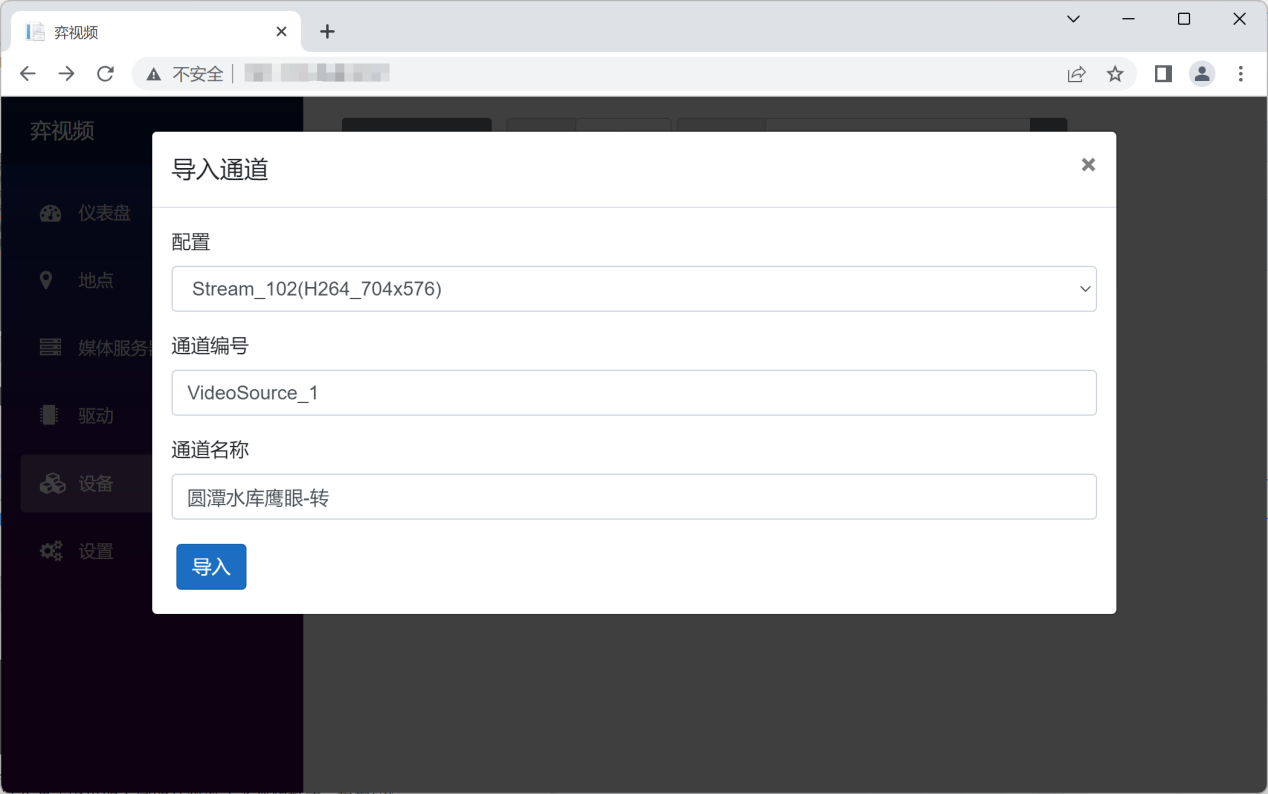 弈视频
不安全
弈视频
导入通道
仪表盘
配置
地点
Stream_102(H264_704x576)
通道编号
媒体服务
VideoSource_1
驱动
通道名称
设备
圆潭水库鹰眼-转
设置
导入